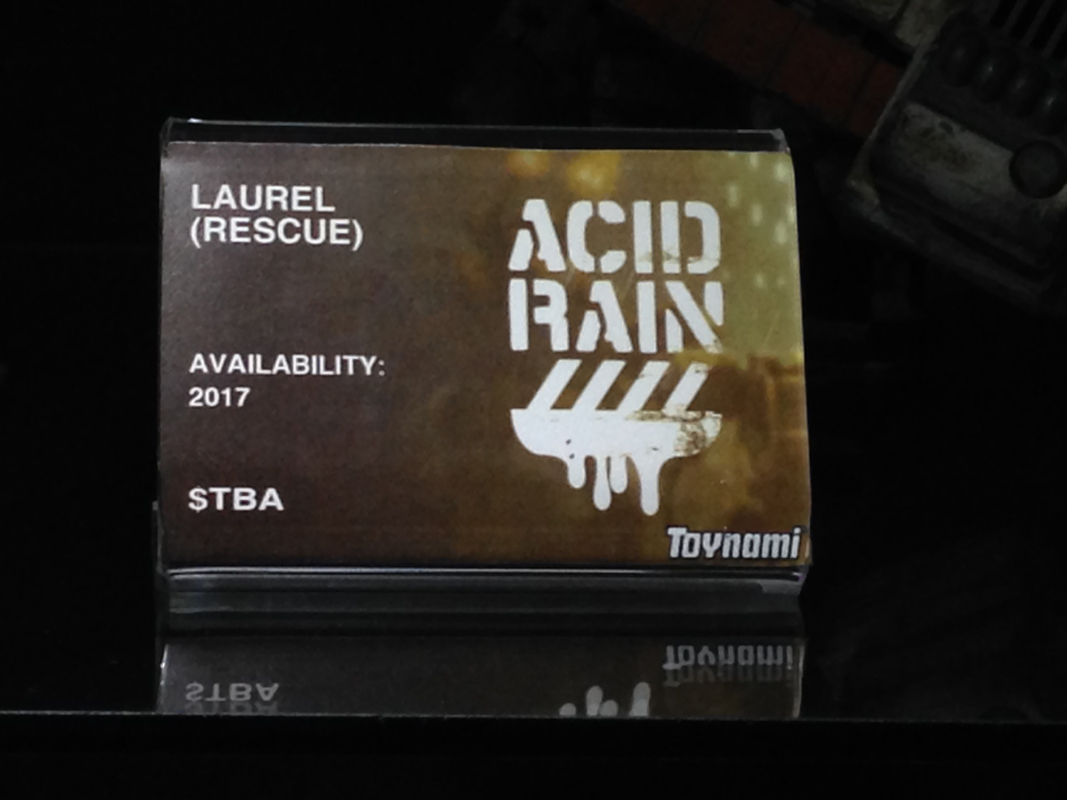 LAUREL
(RESCUE)
AVAILABILITY:
2017
$TBA
ACID
RAIN
Toynami